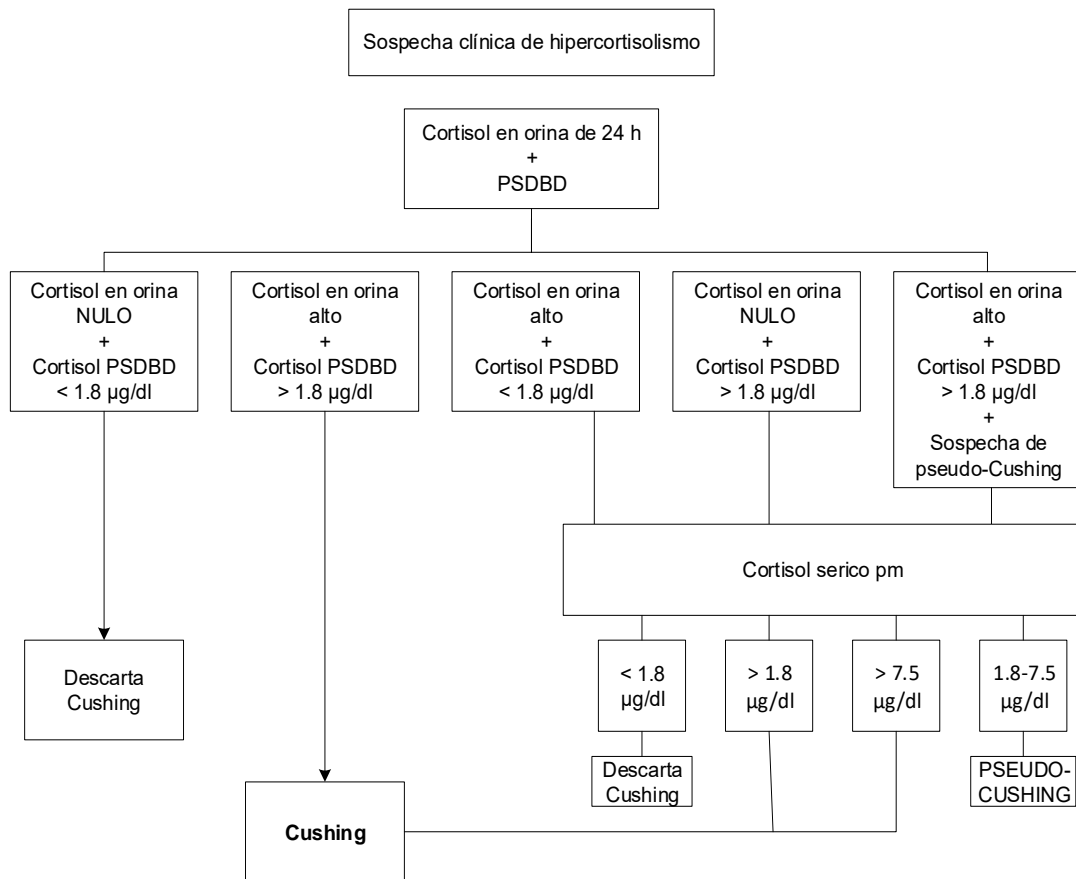 Sospecha clínica de hipercortisolismo
Cortisol en orina de 24 h
+
PSDBD
Cortisol en orina
NULO
+
Cortisol PSDBD
< 1.8 µg/dl
Cortisol en orina
alto
+
Cortisol PSDBD
> 1.8 µg/dl
Cortisol en orina
alto
+
Cortisol PSDBD
< 1.8 µg/dl
Cortisol en orina
NULO
+
Cortisol PSDBD
> 1.8 µg/dl
Cortisol en orina
alto
+
Cortisol PSDBD
> 1.8 µg/dl
+
Sospecha de
pseudo-Cushing
Cortisol serico pm
Descarta
Cushing
< 1.8
µg/dl
> 1.8
µg/dl
> 7.5
µg/dl
1.8-7.5
µg/dl
Descarta
Cushing
PSEUDO-
CUSHING
Cushing